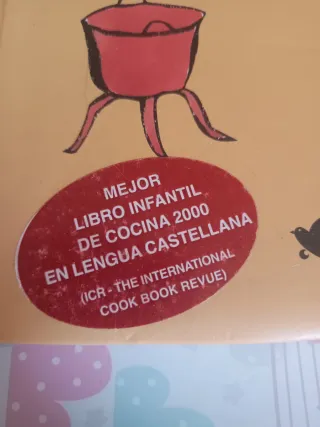 MEJOR
LIBRO INFANTIL
DE COCINA 2000
EN LENGUA CASTELLANA
(ICR - THE INTERNATIONAL
COOK BOOK REVUE)